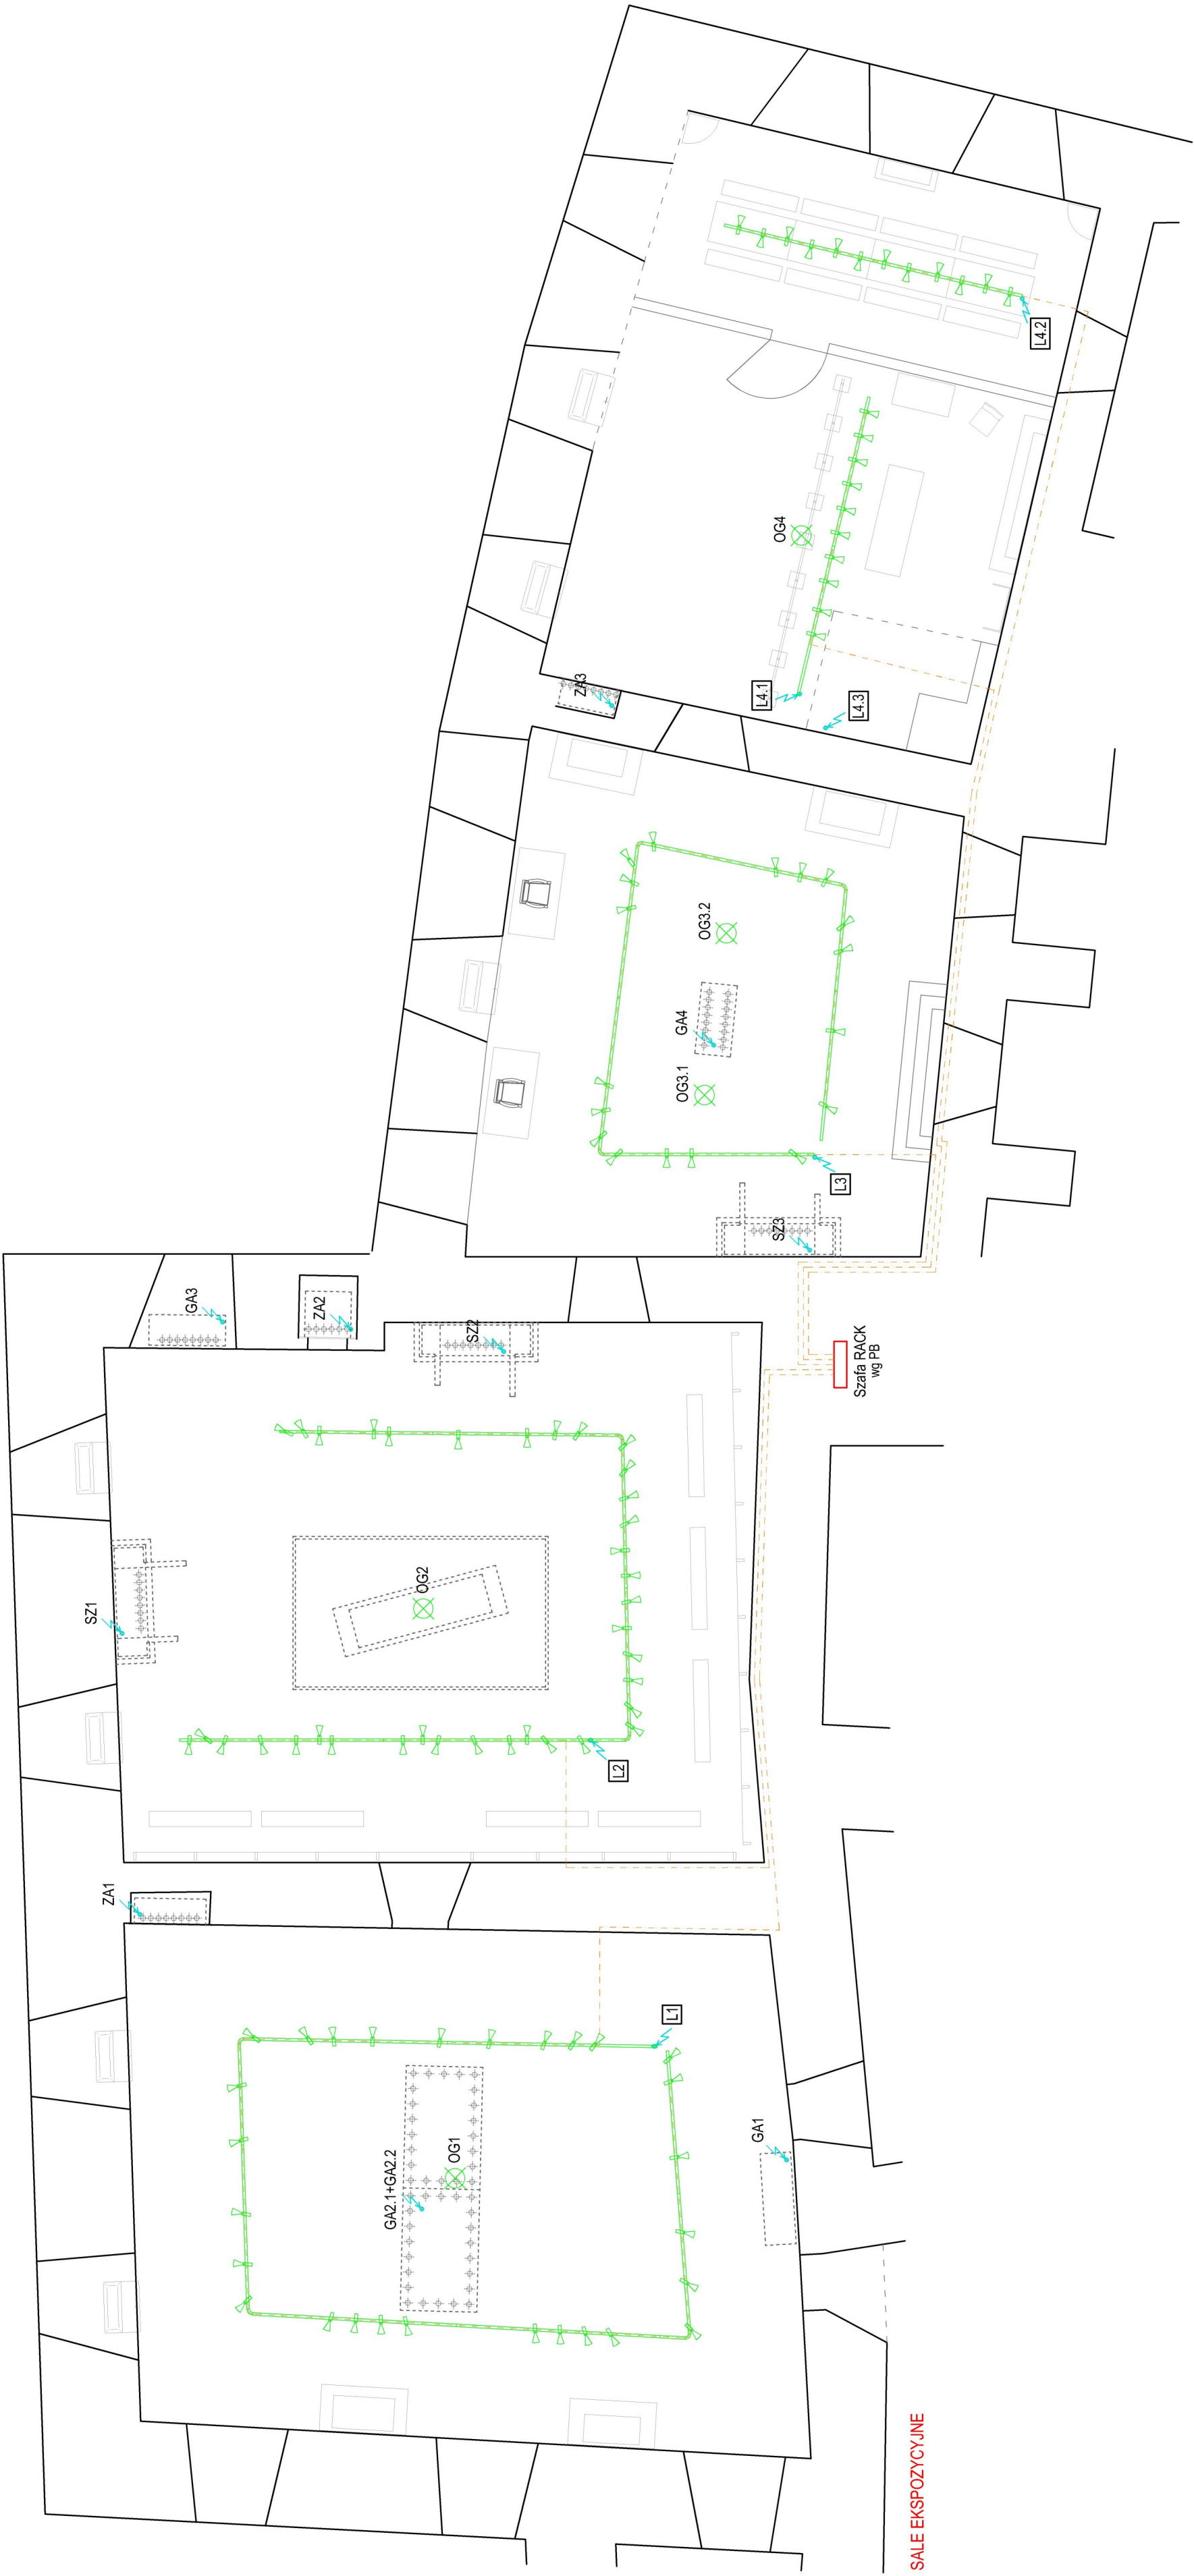 SALE EKSPOZYCYJNE
GA1
L1
GA2.1+GA2.2
OG1
ZA1
L2
SZ1
OG2
SZ2
GA3
ZA2
Szafa RACK
wg PB
SZ3
L3
OG3.1
GA4
OG3.2
ZA3
L4.1
L4.3
OG4
L4.2